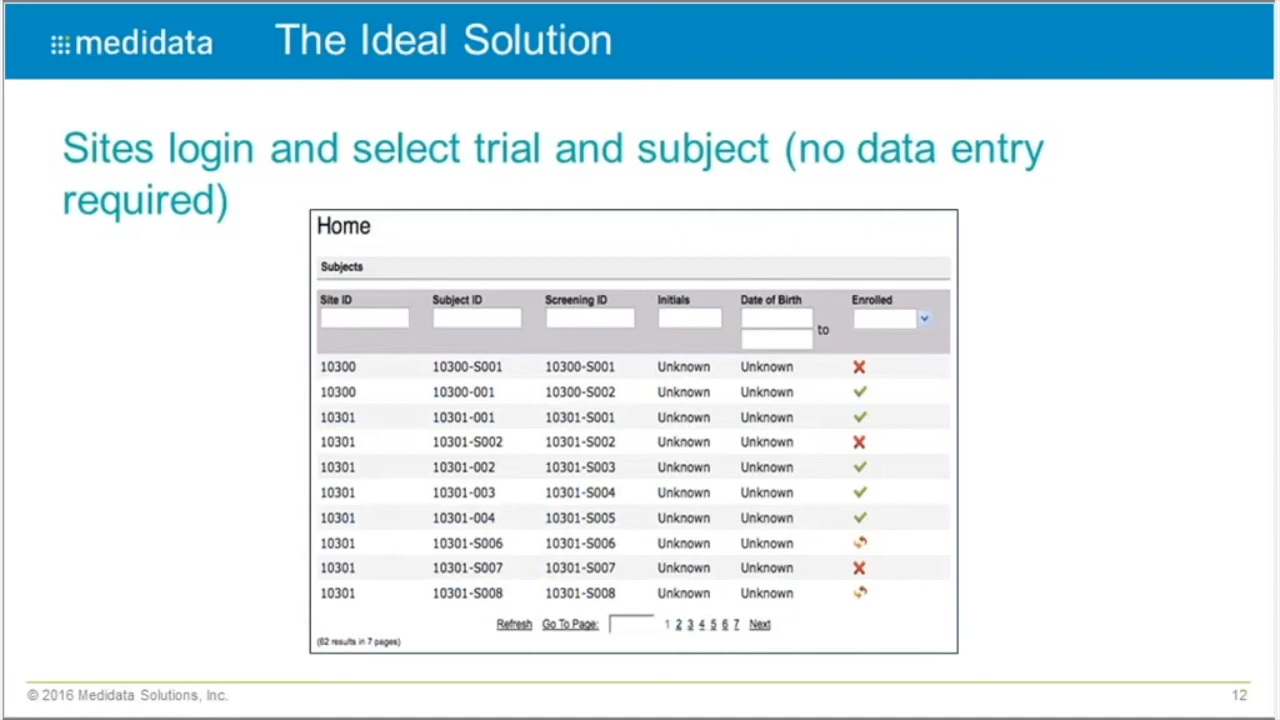 medidata The Ideal Solution
Sites login and select trial and subject (no data entry
required)
Home
Subjects
Site ID Subject ID Screening ID Initials Date of Birth Enrolled
to
10300 10300-S001 10300-S001 Unknown Unknown
10300 10300-001 10300-S002 Unknown Unknown
10301 10301-001 10301-S001 Unknown Unknown
10301 10301-S002 10301-S002 Unknown Unknown
10301 10301-002 10301-S003 Unknown Unknown
10301 10301-003 10301-S004 Unknown Unknown
10301 10301-004 10301-S005 Unknown Unknown
10301 10301-S006 10301-S006 Unknown Unknown
10301 10301-S007 10301-S007 Unknown Unknown
10301 10301-S008 10301-S008 Unknown Unknown
Refresh Go To Page: 1 2 3 4 5 6 7 Next
(62 results in 7 pages)
© 2016 Medidata Solutions, Inc. 12